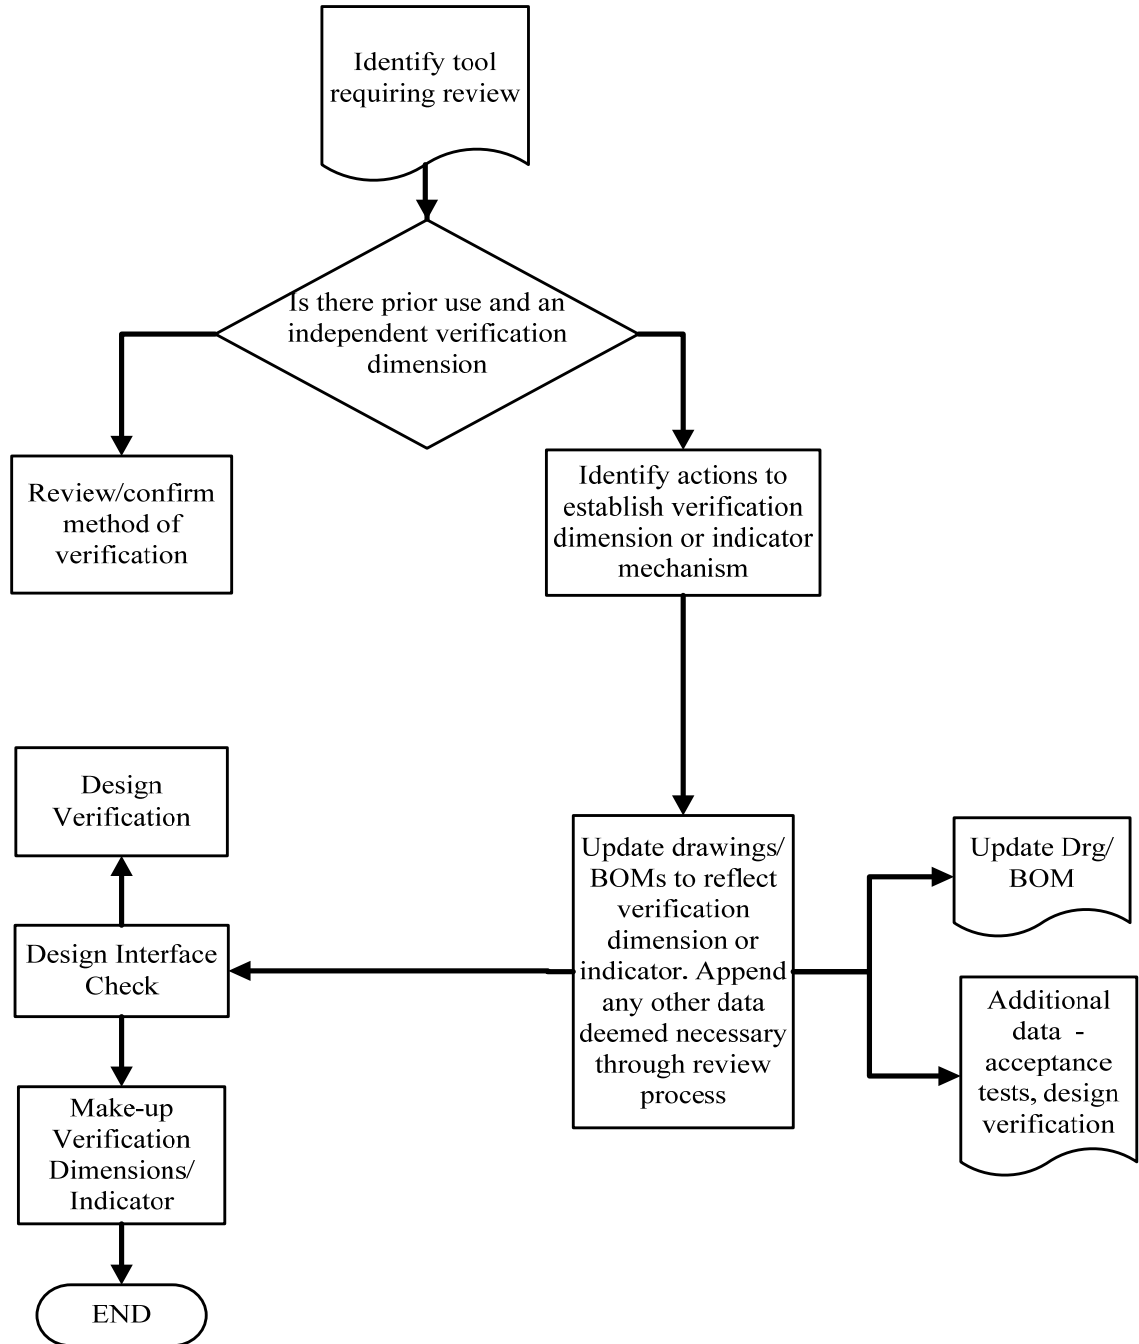 Identify tool
requiring review
Is there prior use and an
independent verification
dimension
Review/confirm
method of
verification
Identify actions to
establish verification
dimension or indicator
mechanism
Design
Verification
Design Interface
Check
Make-up
Verification
Dimensions/
Indicator
END
Update drawings/
BOMs to reflect
verification
dimension or
indicator. Append
any other data
deemed necessary
through review
process
Update Drg/
BOM
Additional
data -
acceptance
tests, design
verification